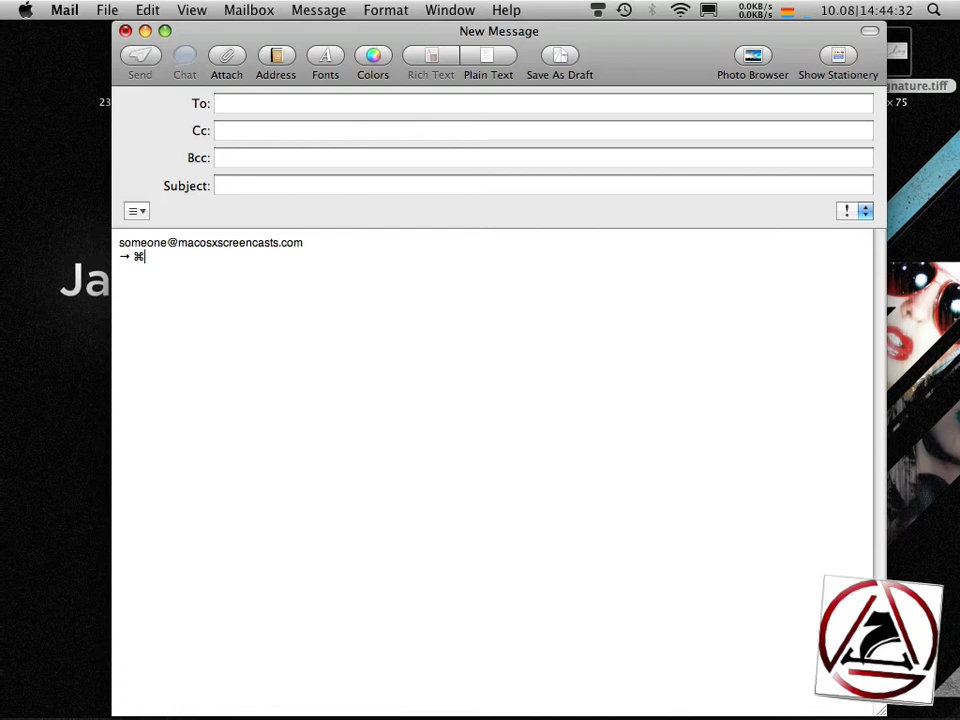 Mail File Edit View Mailbox Message Format Window Help 0.0KB/s 0.0KB/s 10.08|14:44:32
New Message
Send Chat Attach Address Fonts Colors Rich Text Plain Text Save As Draft Photo Browser Show Stationery
gnature.tiff
23
× 75
To:
Cc:
Bcc:
Subject:
!
someone@macosxscreencasts.com
→ ⌘
Ja